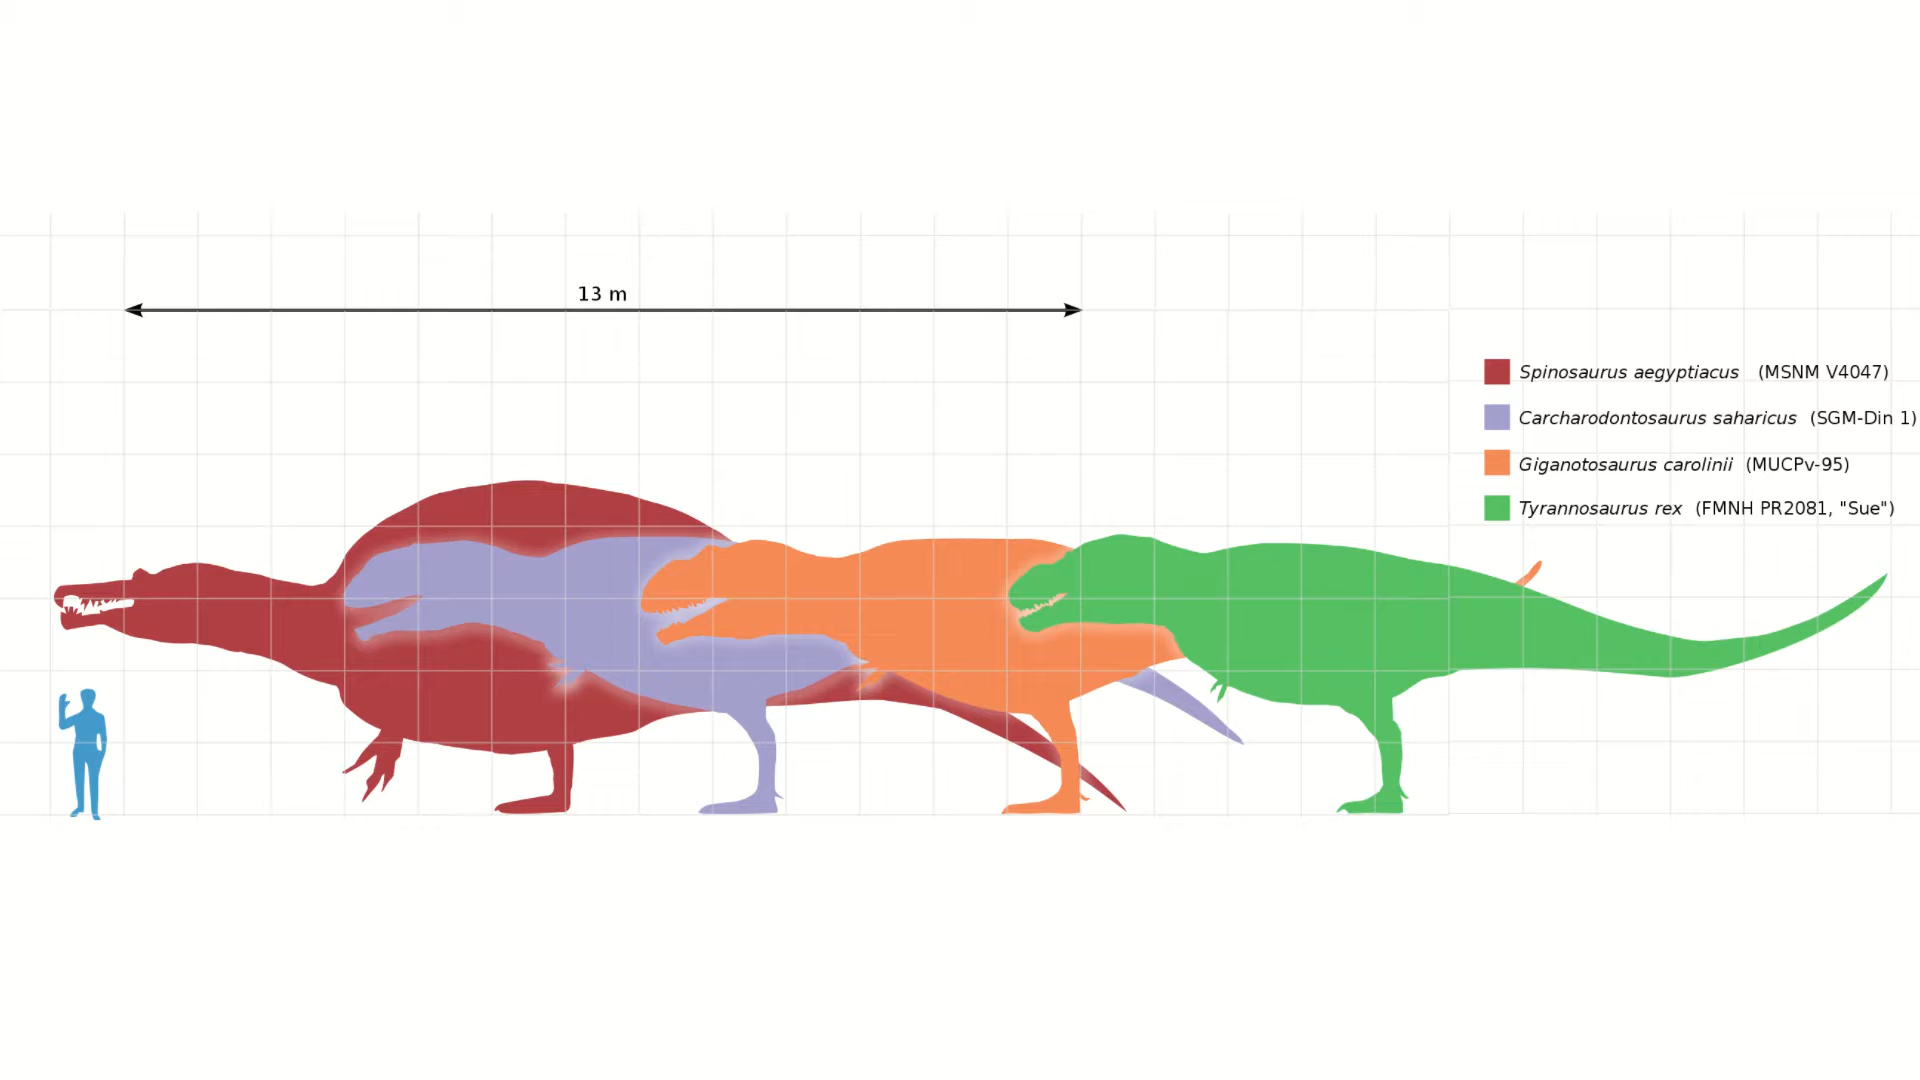 13 m
Spinosaurus aegyptiacus (MSNM V4047)
Carcharodontosaurus saharicus (SGM-Din 1)
Giganotosaurus carolinii (MUCPv-95)
Tyrannosaurus rex (FMNH PR2081, "Sue")